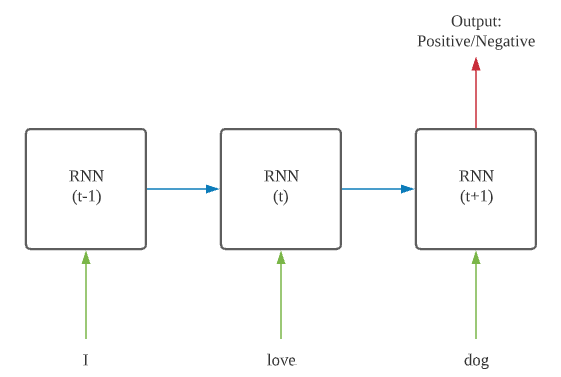 Output:
Positive/Negative
RNN
(t-1)
RNN
(t)
RNN
(t+1)
I
love
dog